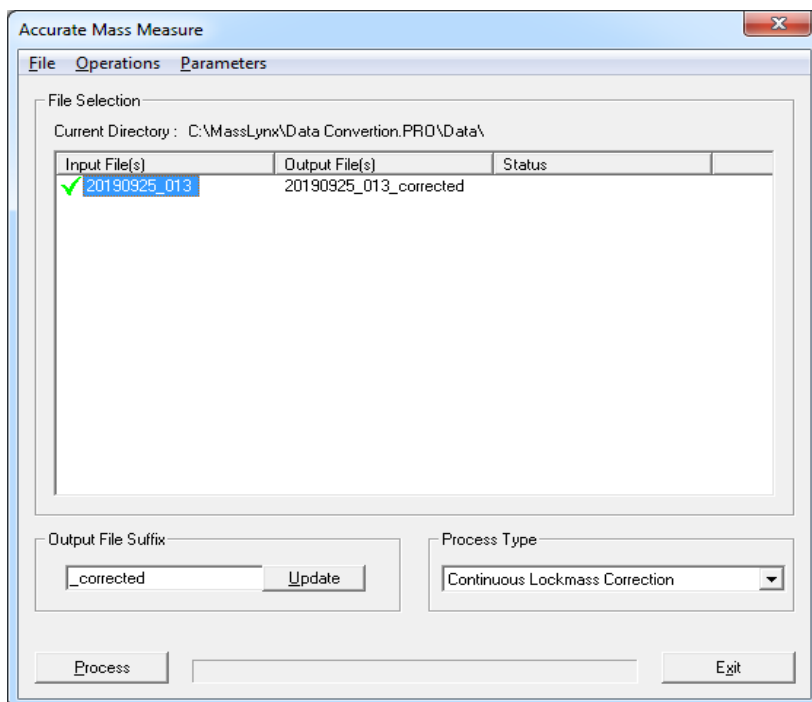 Accurate Mass Measure
File Operations Parameters
File Selection
Current Directory : C:\MassLynx\Data Convertion.PRO\Data\
Input File(s) Output File(s) Status
20190925_013 20190925_013_corrected
Output File Suffix Process Type
_corrected Update Continuous Lockmass Correction
Process Exit